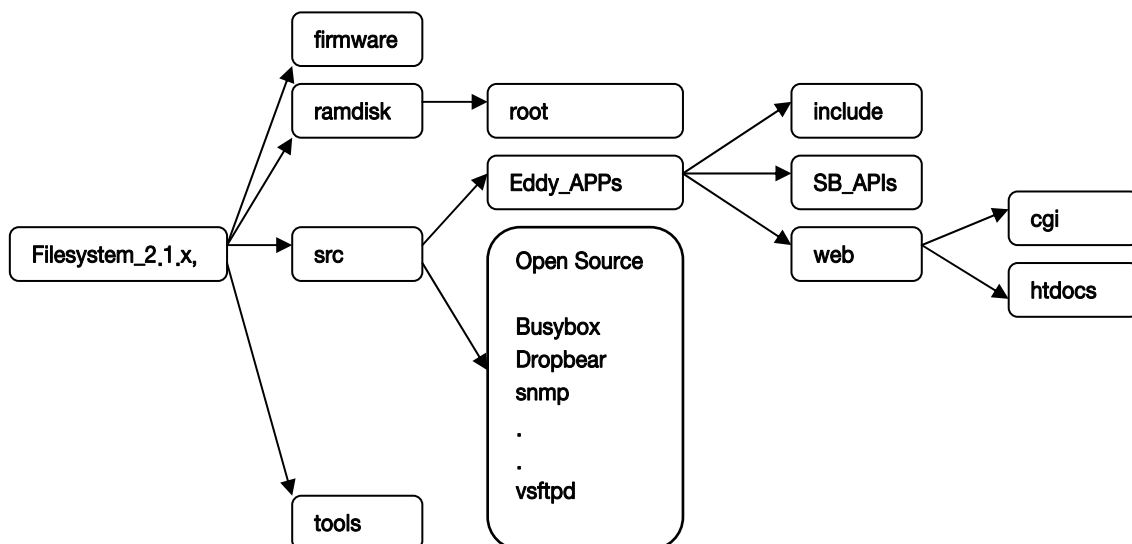 firmware
ramdisk
root
include
Eddy_APPs
SB_APIs
cgi
Filesystem_2.1.x,
src
web
htdocs
Open Source
Busybox
Dropbear
snmp
.
.
vsftpd
tools